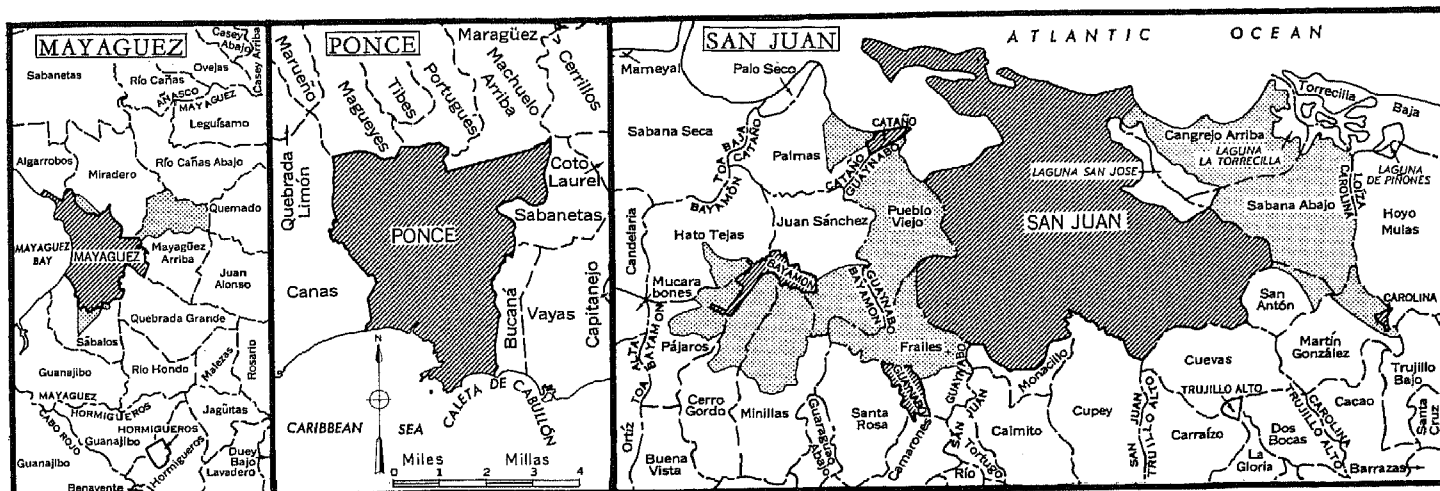 MAYAGUEZ
Casey Abajo
Casey Arriba
Sabanetas
Ovejas
Río Cañas
AÑASCO
MAYAGUEZ
Leguísamo
Algarrobos
Río Cañas Abajo
Miradero
Quemado
MAYAGUEZ BAY
MAYAGUEZ
Mayagüez Arriba
Juan Alonso
Quebrada Grande
Sábalos
Guanajibo
Río Hondo
Malezas
Rosario
MAYAGUEZ
HORMIGUEROS
CABO ROJO
Guanajibo
HORMIGUEROS
Jagüitas
Guanajibo
Hormigueros
Duey Bajo
Lavadero
Benavente
PONCE
Marueño
Magueyes
Tibes
Portugues
Maragüez
Machuelo Arriba
Cerrillos
Quebrada Limón
Coto Laurel
Sabanetas
PONCE
Canas
Bucaná
Vayas
Capitanejo
N
CALETA DE CABULLÓN
CARIBBEAN SEA
Miles Millas
0 1 2 3 4
SAN JUAN
ATLANTIC OCEAN
Mameyal
Palo Seco
Torrecilla
Baja
Sabana Seca
CATAÑO
TOA BAJA
CATAÑO
Palmas
Cangrejo Arriba
LAGUNA LA TORRECILLA
CATAÑO
GUAYNABO
LAGUNA SAN JOSE
LAGUNA DE PIÑONES
BAYAMÓN
LOIZA
CAROLINA
Juan Sánchez
Pueblo Viejo
SAN JUAN
Sabana Abajo
Hoyo Mulas
Candelaria
Hato Tejas
BAYAMON
Mucarabones
GUAYNABO
BAYAMON
San Antón
CAROLINA
TOA ALTA
BAYAMON
Pájaros
Frailes
Monacillo
Cuevas
Martín González
Trujillo Bajo
GUAYNABO
GUAYNABO
SAN JUAN
Cerro Gordo
Minillas
Guaraguao Abajo
Santa Rosa
Camarones
Cupey
TRUJILLO ALTO
Cacao
Santa Cruz
Ortíz
Buena Vista
Tortugo
Río
Caimito
SAN JUAN
TRUJILLO ALTO
Carraízo
La Gloria
Dos Bocas
CAROLINA
TRUJILLO ALTO
Barrazas